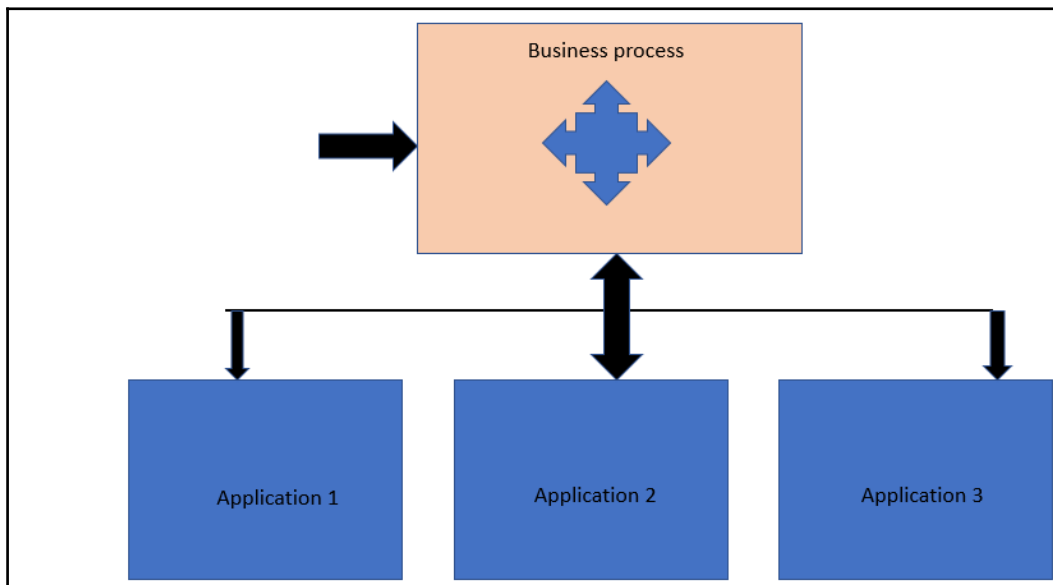 Business process
Application 1
Application 2
Application 3